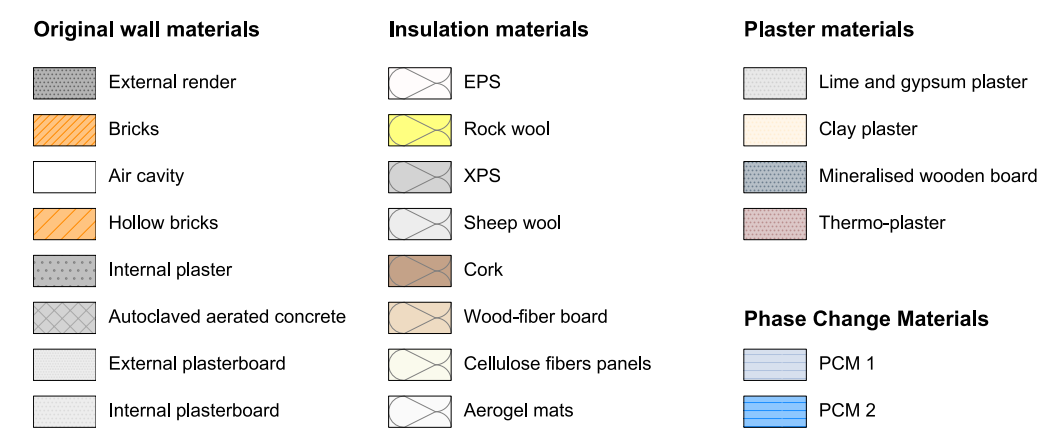 Original wall materials
External render
Bricks
Air cavity
Hollow bricks
Internal plaster
Autoclaved aerated concrete
External plasterboard
Internal plasterboard
Insulation materials
EPS
Rock wool
XPS
Sheep wool
Cork
Wood-fiber board
Cellulose fibers panels
Aerogel mats
Plaster materials
Lime and gypsum plaster
Clay plaster
Mineralised wooden board
Thermo-plaster
Phase Change Materials
PCM 1
PCM 2